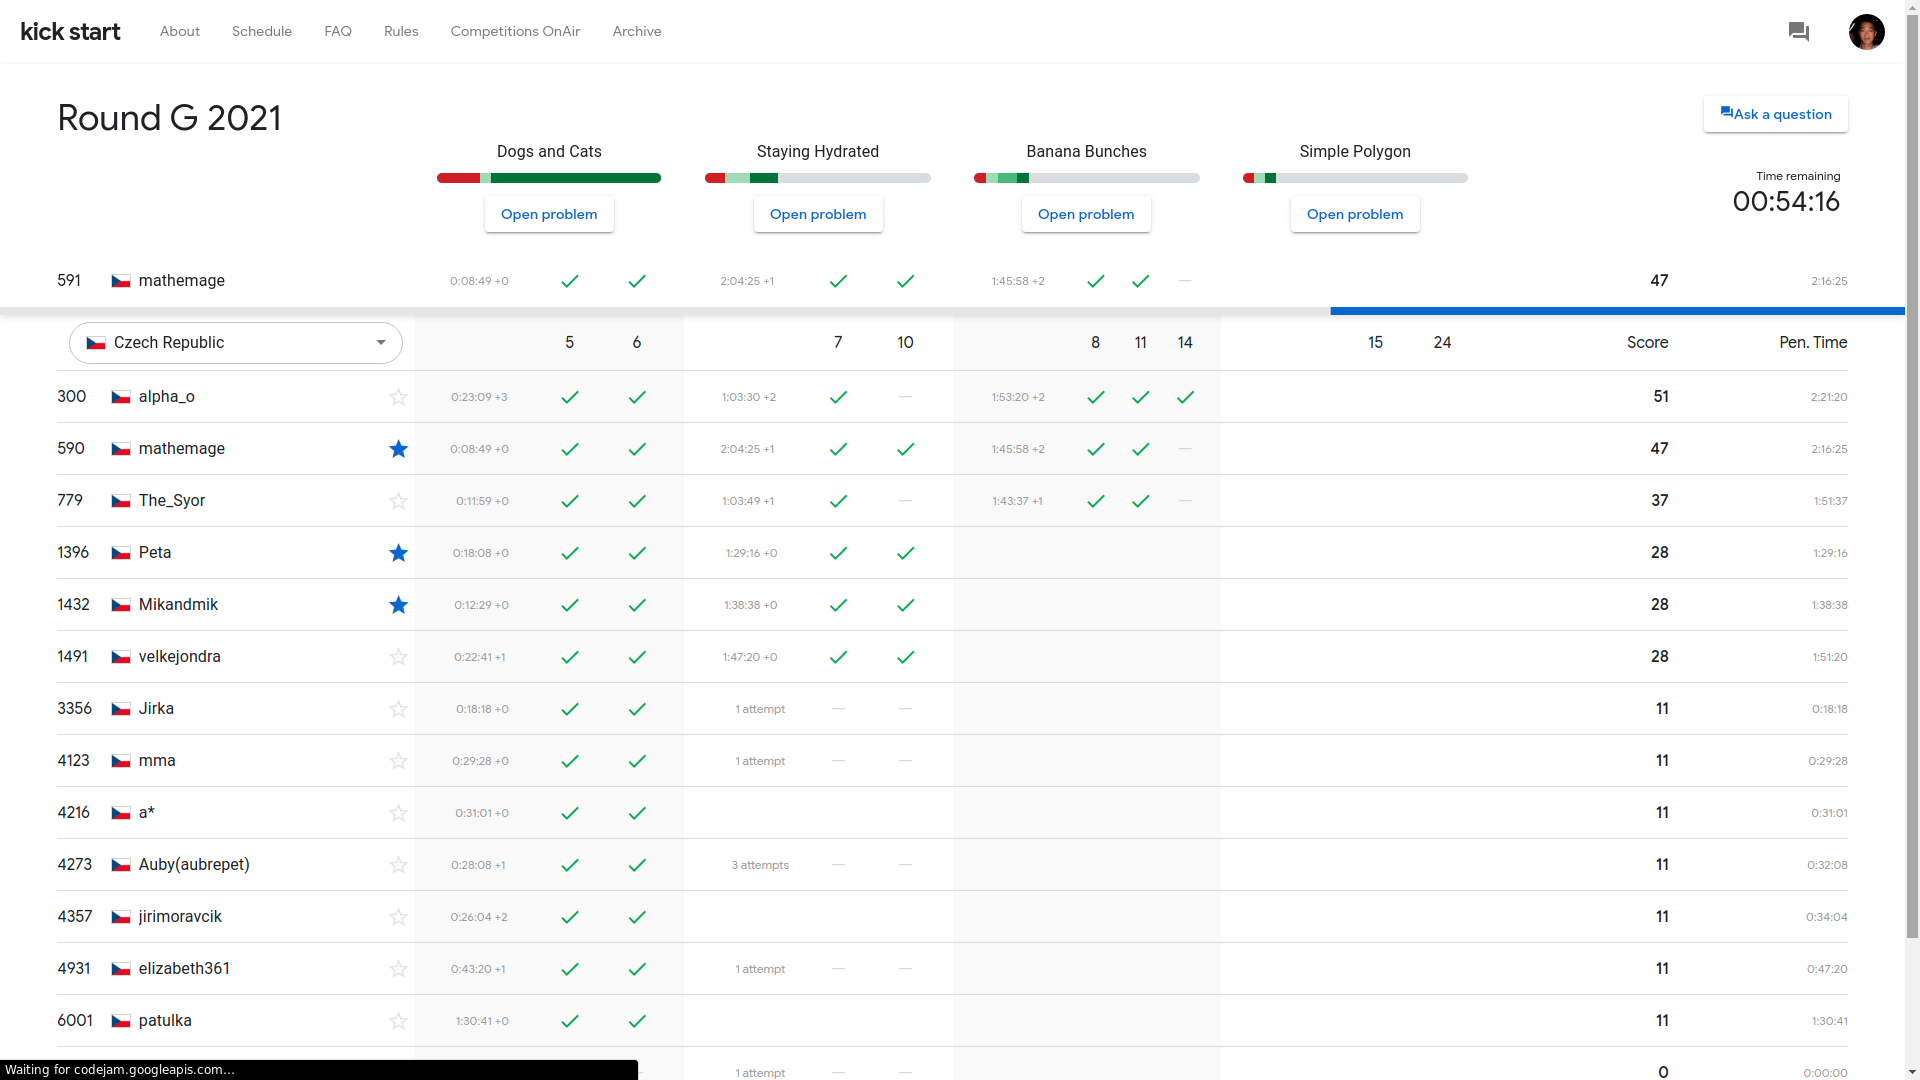 kick start About Schedule FAQ Rules Competitions OnAir Archive
Round G 2021
Ask a question
Dogs and Cats Staying Hydrated Banana Bunches Simple Polygon
Time remaining
00:54:16
Open problem Open problem Open problem Open problem
591 mathemage 0:08:49 +0 2:04:25 +1 1:45:58 +2 — 47 2:16:25
Czech Republic 5 6 7 10 8 11 14 15 24 Score Pen. Time
300 alpha_o 0:23:09 +3 1:03:30 +2 — 1:53:20 +2 51 2:21:20
590 mathemage 0:08:49 +0 2:04:25 +1 1:45:58 +2 — 47 2:16:25
779 The_Syor 0:11:59 +0 1:03:49 +1 — 1:43:37 +1 — 37 1:51:37
1396 Peta 0:18:08 +0 1:29:16 +0 28 1:29:16
1432 Mikandmik 0:12:29 +0 1:38:38 +0 28 1:38:38
1491 velkejondra 0:22:41 +1 1:47:20 +0 28 1:51:20
3356 Jirka 0:18:18 +0 1 attempt — — 11 0:18:18
4123 mma 0:29:28 +0 1 attempt — — 11 0:29:28
4216 a* 0:31:01 +0 11 0:31:01
4273 Auby(aubrepet) 0:28:08 +1 3 attempts — — 11 0:32:08
4357 jirimoravcik 0:26:04 +2 11 0:34:04
4931 elizabeth361 0:43:20 +1 1 attempt — — 11 0:47:20
6001 patulka 1:30:41 +0 11 1:30:41
— 1 attempt — — 0 0:00:00
Waiting for codejam.googleapis.com...